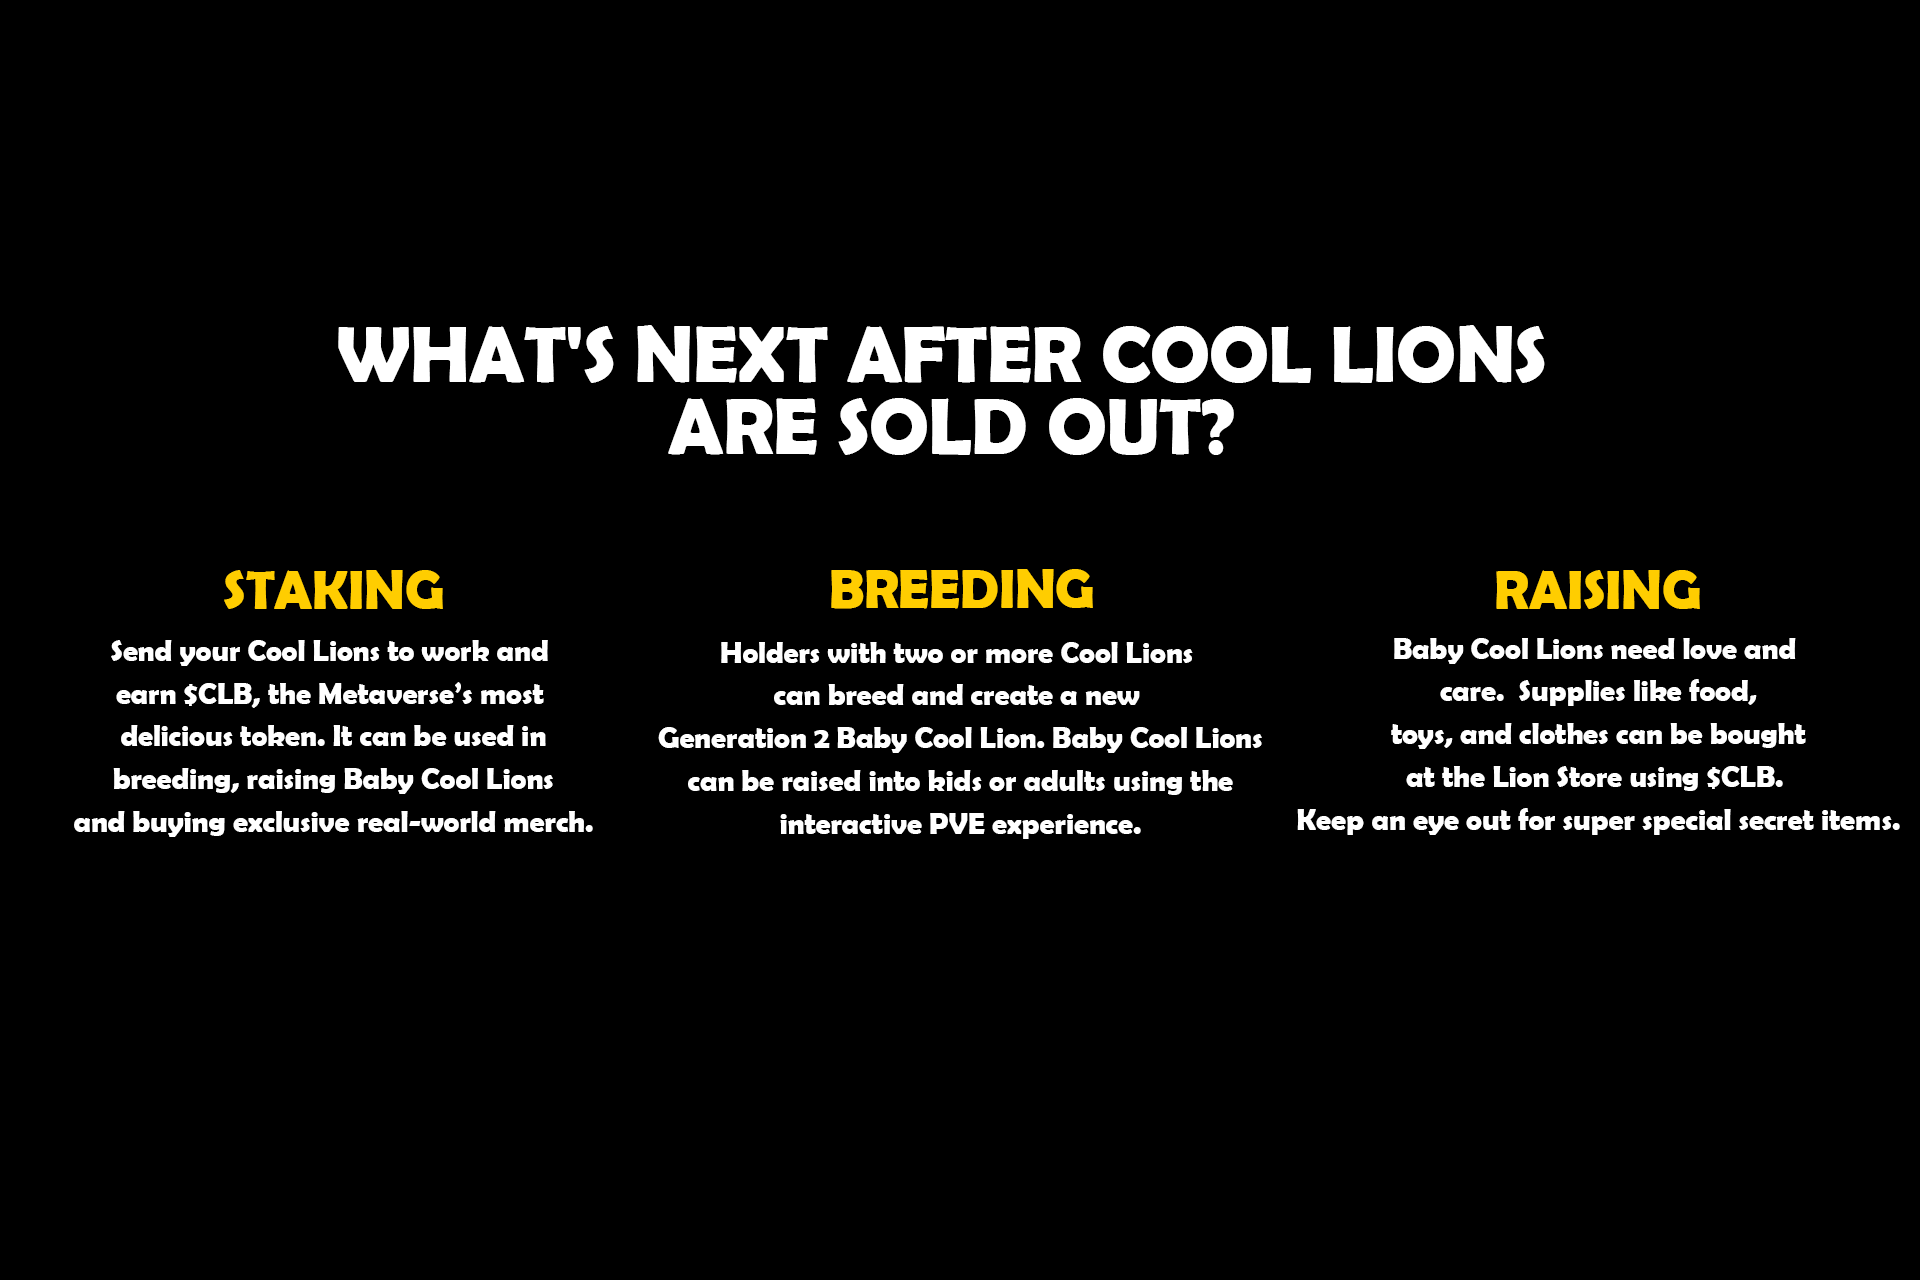 WHAT'S NEXT AFTER COOL LIONS
ARE SOLD OUT?
STAKING
Send your Cool Lions to work and
earn $CLB, the Metaverse’s most
delicious token. It can be used in
breeding, raising Baby Cool Lions
and buying exclusive real-world merch.
BREEDING
Holders with two or more Cool Lions
can breed and create a new
Generation 2 Baby Cool Lion. Baby Cool Lions
can be raised into kids or adults using the
interactive PVE experience.
RAISING
Baby Cool Lions need love and
care.  Supplies like food,
toys, and clothes can be bought
at the Lion Store using $CLB.
Keep an eye out for super special secret items.